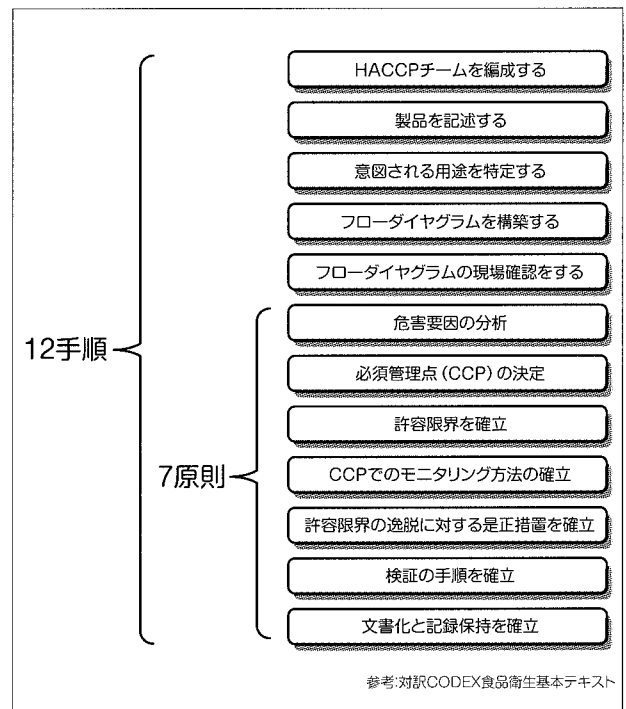 HACCPチームを編成する
製品を記述する
意図される用途を特定する
フローダイヤグラムを構築する
フローダイヤグラムの現場確認をする
危害要因の分析
12手順
必須管理点(CCP)の決定
許容限界を確立
7原則
CCPでのモニタリング方法の確立
許容限界の逸脱に対する是正措置を確立
検証の手順を確立
文書化と記録保持を確立
参考:対訳CODEX食品衛生基本テキスト